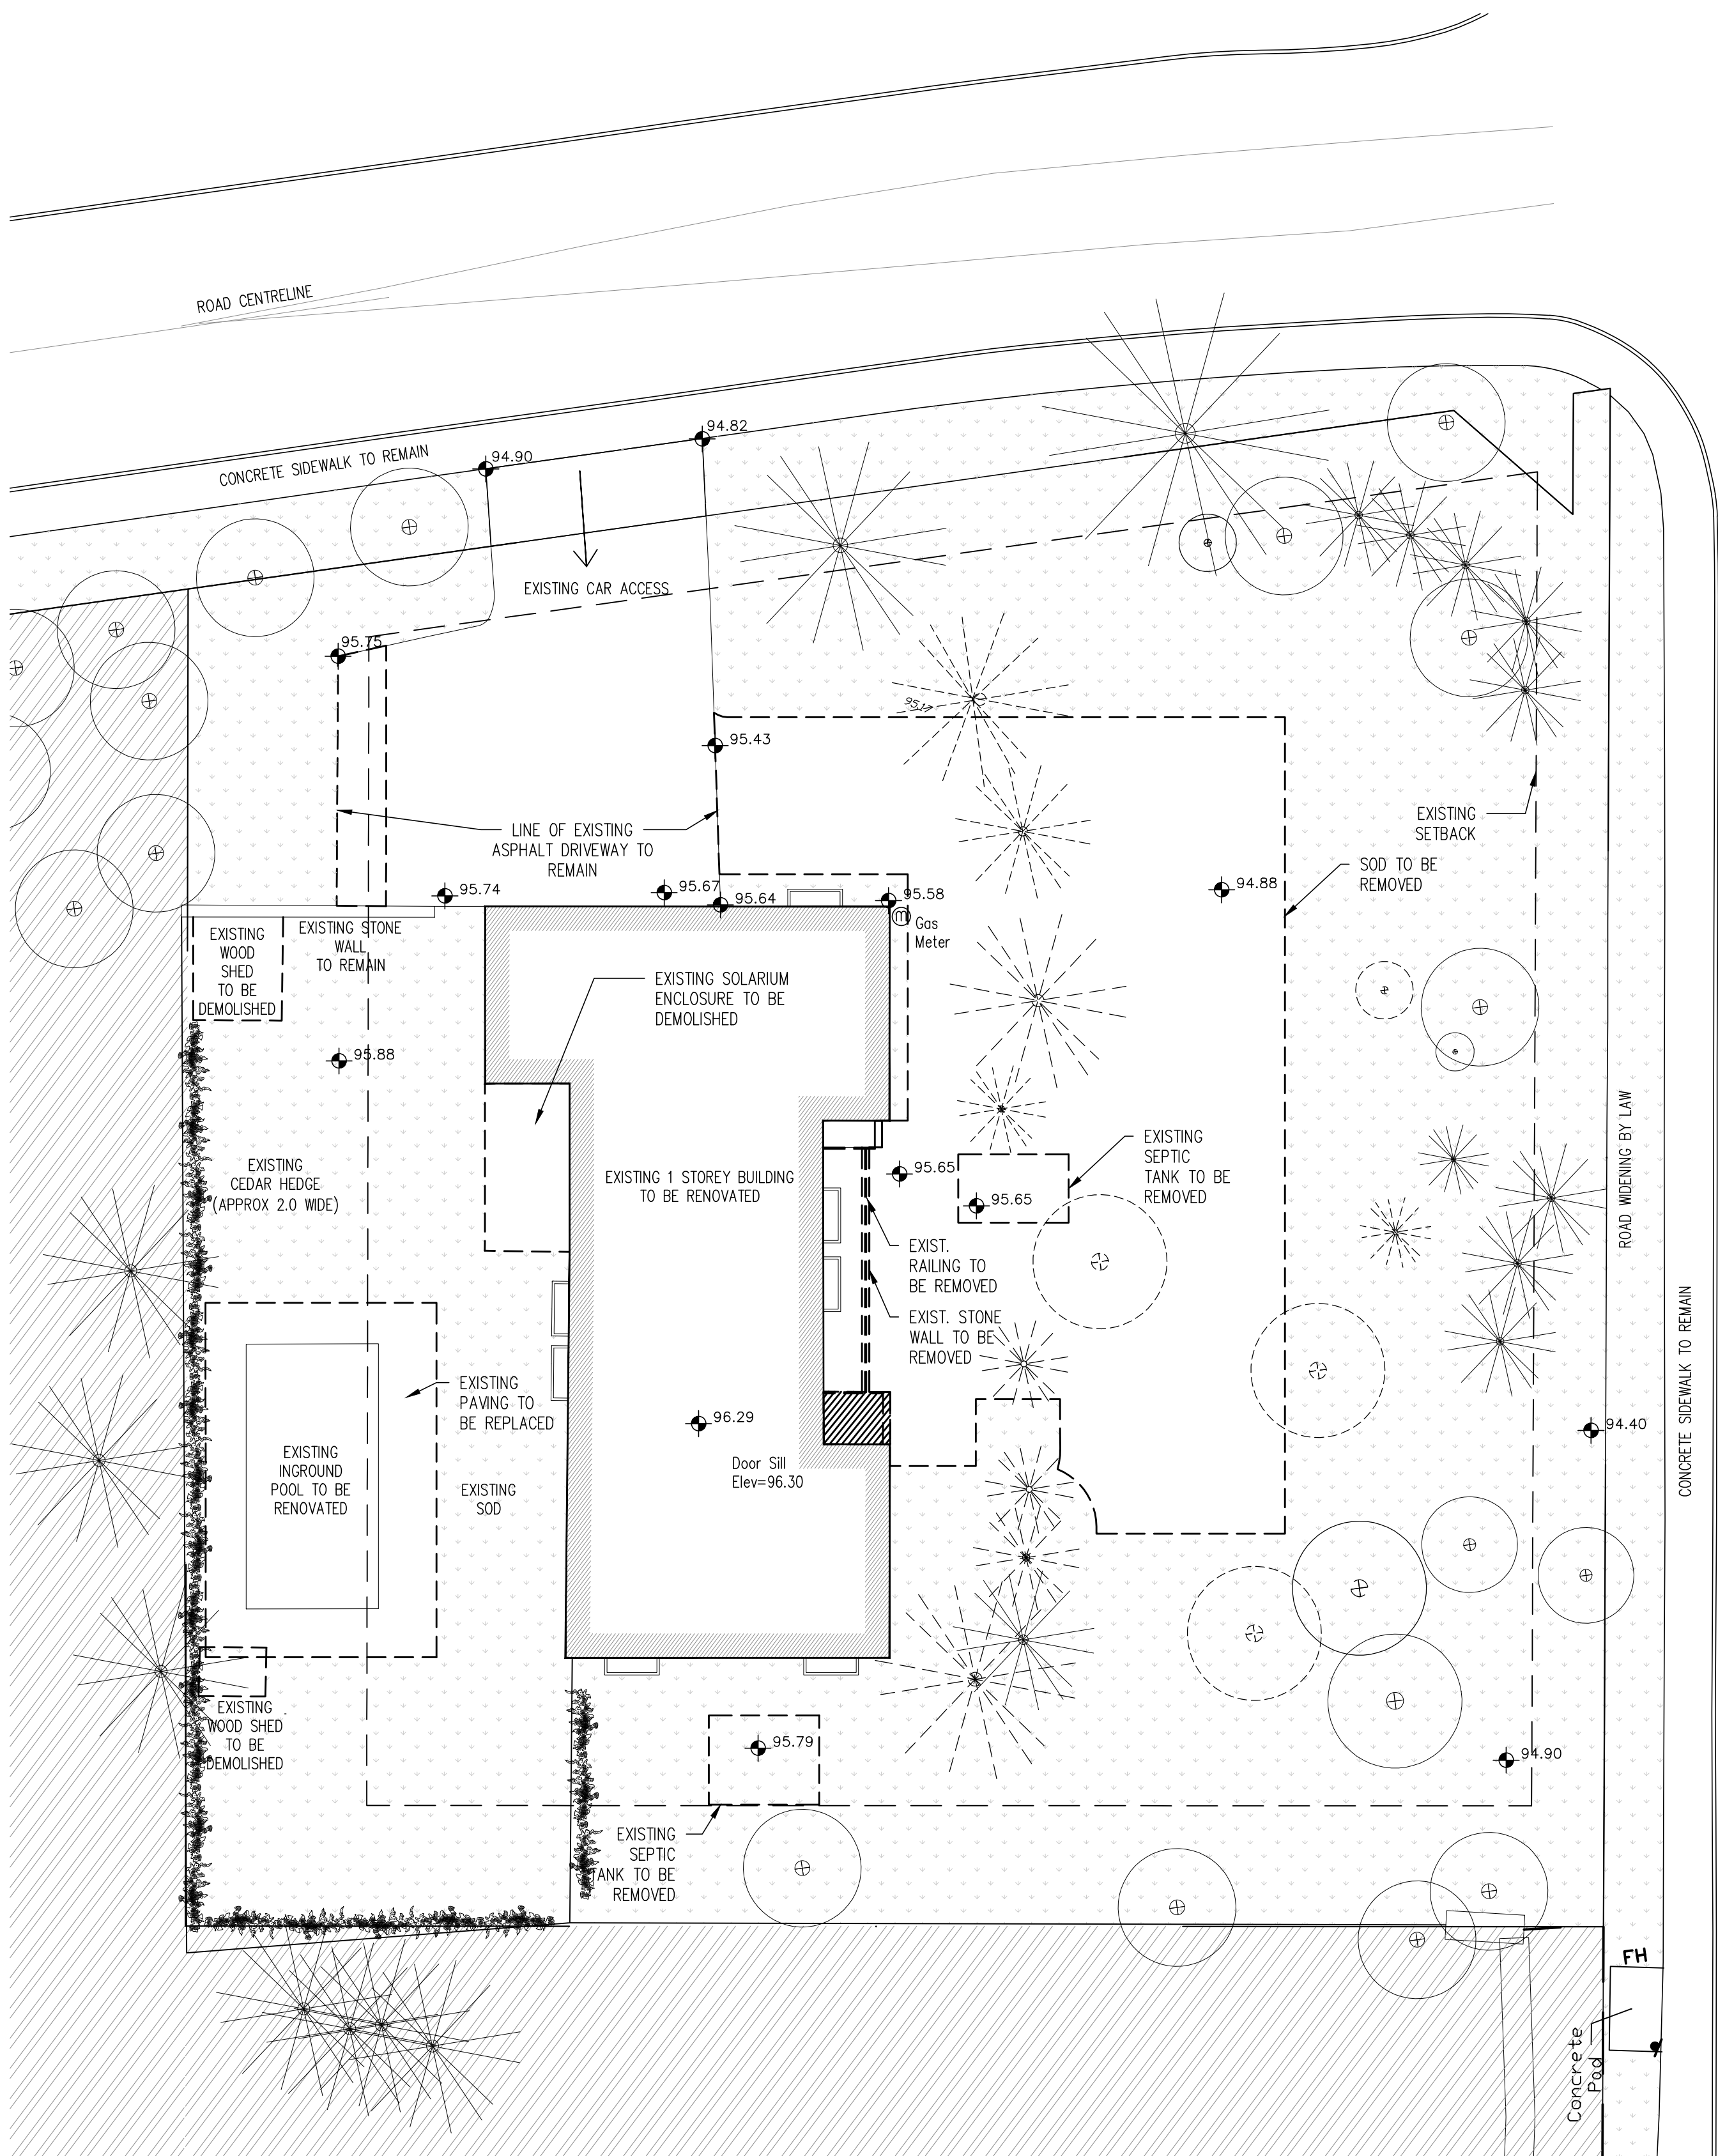 ROAD CENTRELINE
94.82
CONCRETE SIDEWALK TO REMAIN
94.90
EXISTING CAR ACCESS
95.75
95.17
95.43
EXISTING
SETBACK
LINE OF EXISTING
ASPHALT DRIVEWAY TO
REMAIN
SOD TO BE
REMOVED
95.74
95.67
95.64
95.58
94.88
Gas
Meter
m
EXISTING
WOOD
SHED
TO BE
DEMOLISHED
EXISTING STONE
WALL
TO REMAIN
EXISTING SOLARIUM
ENCLOSURE TO BE
DEMOLISHED
95.88
EXISTING
CEDAR HEDGE
(APPROX 2.0 WIDE)
EXISTING 1 STOREY BUILDING
TO BE RENOVATED
95.65
95.65
EXISTING
SEPTIC
TANK TO BE
REMOVED
ROAD WIDENING BY LAW
EXIST.
RAILING TO
BE REMOVED
EXIST. STONE
WALL TO BE
REMOVED
CONCRETE SIDEWALK TO REMAIN
EXISTING
PAVING TO
BE REPLACED
96.29
94.40
EXISTING
INGROUND
POOL TO BE
RENOVATED
Door Sill
Elev=96.30
EXISTING
SOD
EXISTING
WOOD SHED
TO BE
DEMOLISHED
95.79
94.90
EXISTING
SEPTIC
TANK TO BE
REMOVED
FH
Concrete
Pad